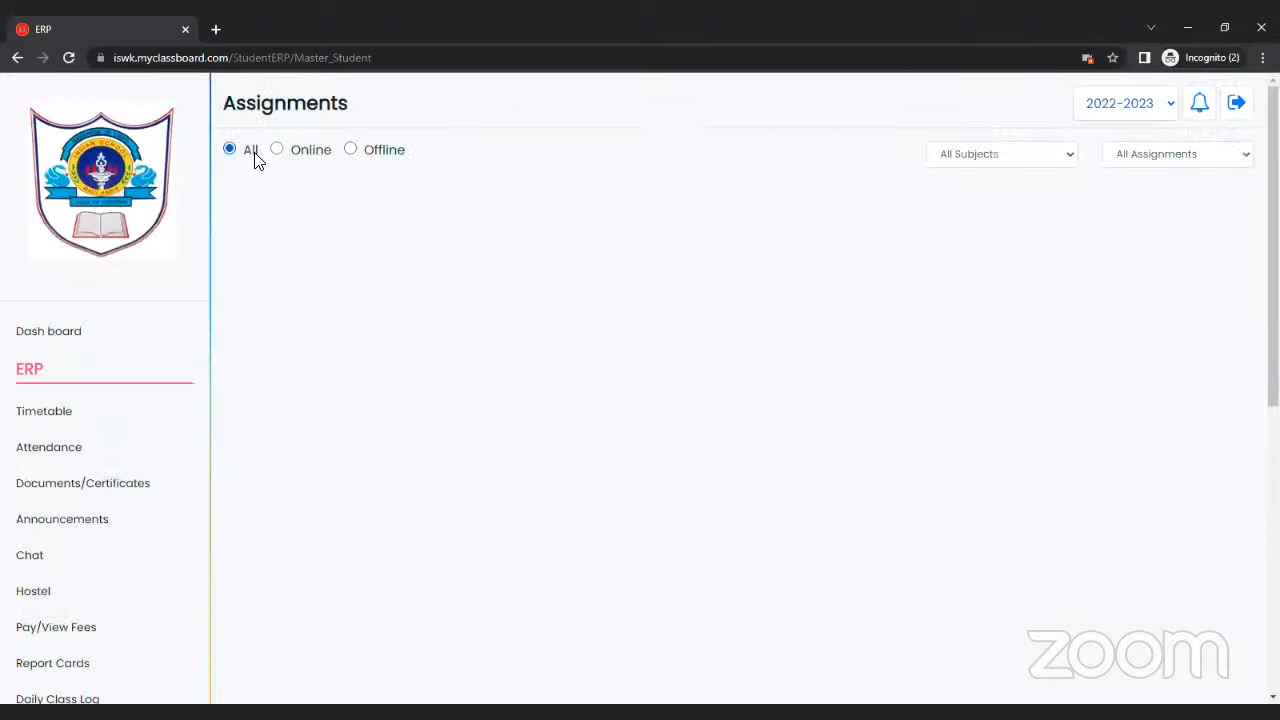 ERP
iswk.myclassboard.com/StudentERP/Master_Student
Incognito (2)
Assignments
2022-2023
All
Online
Offline
All Subjects
All Assignments
Dash board
ERP
Timetable
Attendance
Documents/Certificates
Announcements
Chat
Hostel
Pay/View Fees
Report Cards
Daily Class Log
zoom